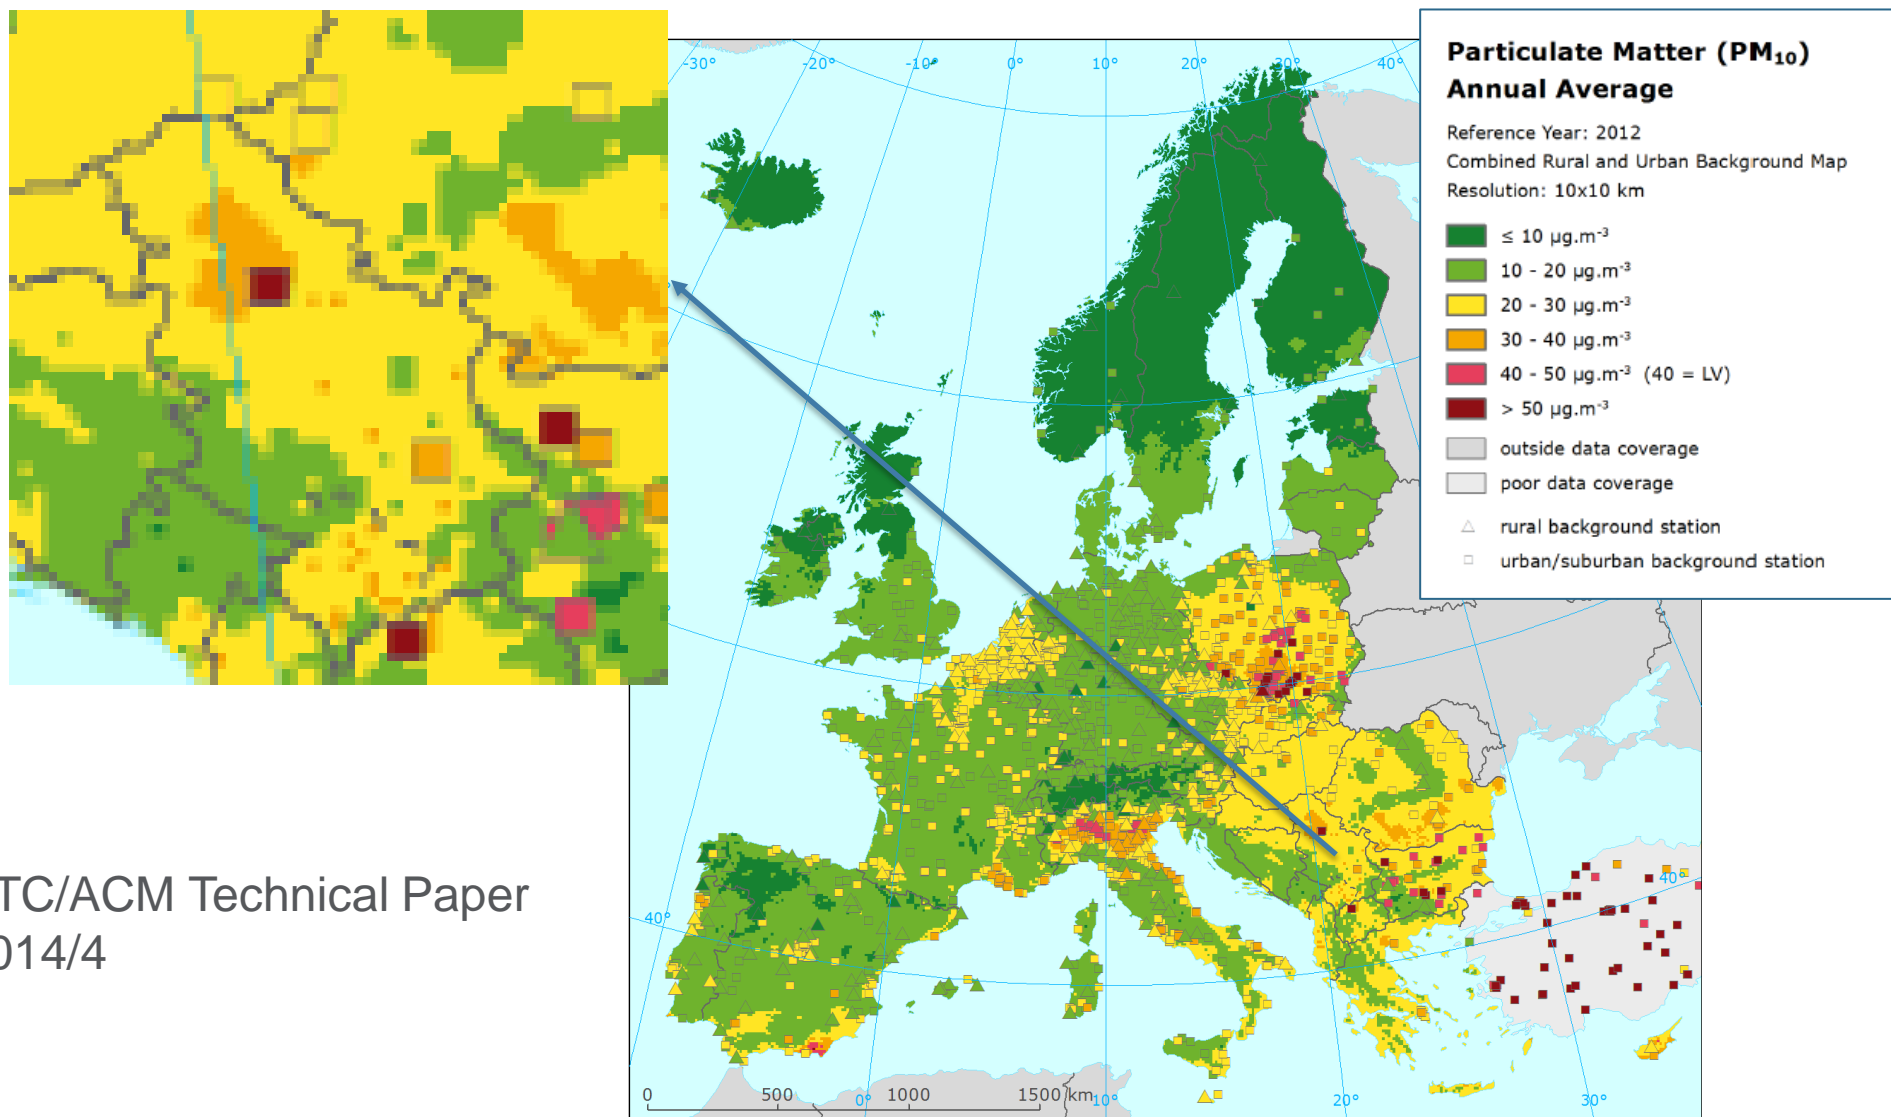 -30°
-20°
-10°
0°
10°
20°
30°
40°
Particulate Matter (PM₁₀)
Annual Average
Reference Year: 2012
Combined Rural and Urban Background Map
Resolution: 10x10 km
≤ 10 µg.m⁻³
10 - 20 µg.m⁻³
20 - 30 µg.m⁻³
30 - 40 µg.m⁻³
40 - 50 µg.m⁻³ (40 = LV)
> 50 µg.m⁻³
outside data coverage
poor data coverage
rural background station
urban/suburban background station
TC/ACM Technical Paper
014/4
40°
40°
0 500 1000 1500 km
0°
10°
20°
30°